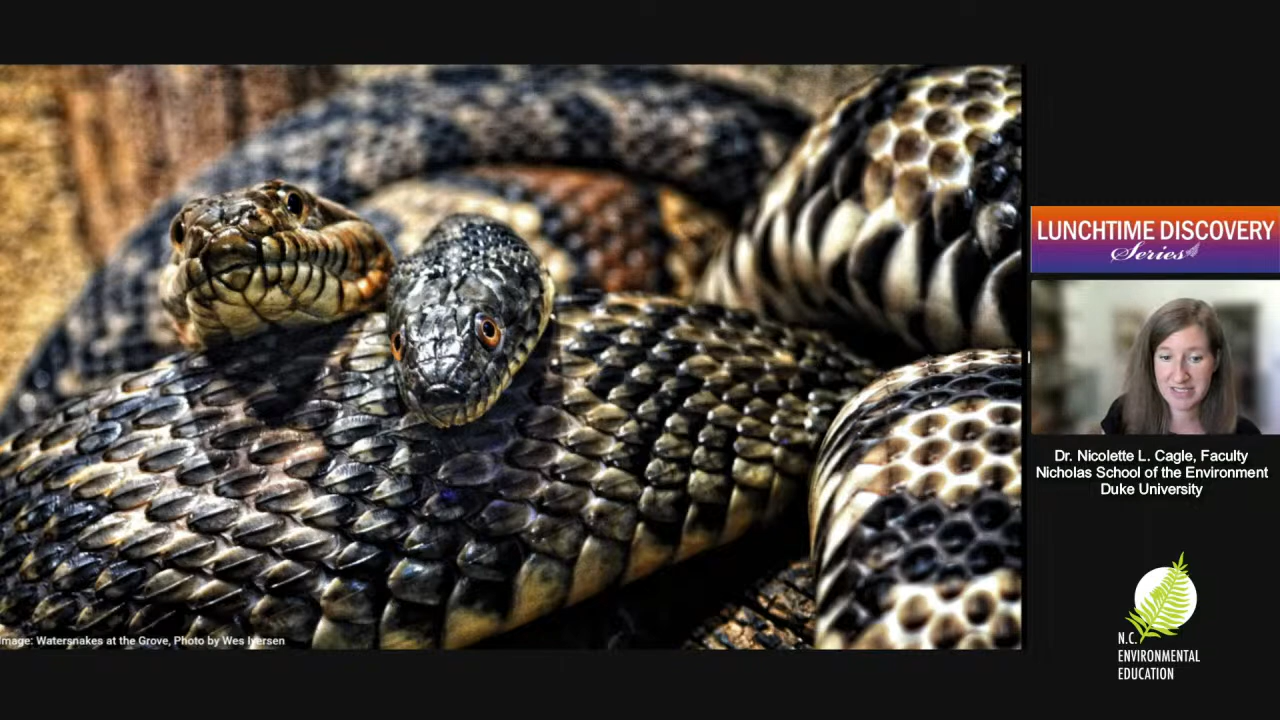 LUNCHTIME DISCOVERY
Series
Dr. Nicolette L. Cagle, Faculty
Nicholas School of the Environment
Duke University
Image: Watersnakes at the Grove, Photo by Wes Iversen
N.C.
ENVIRONMENTAL
EDUCATION